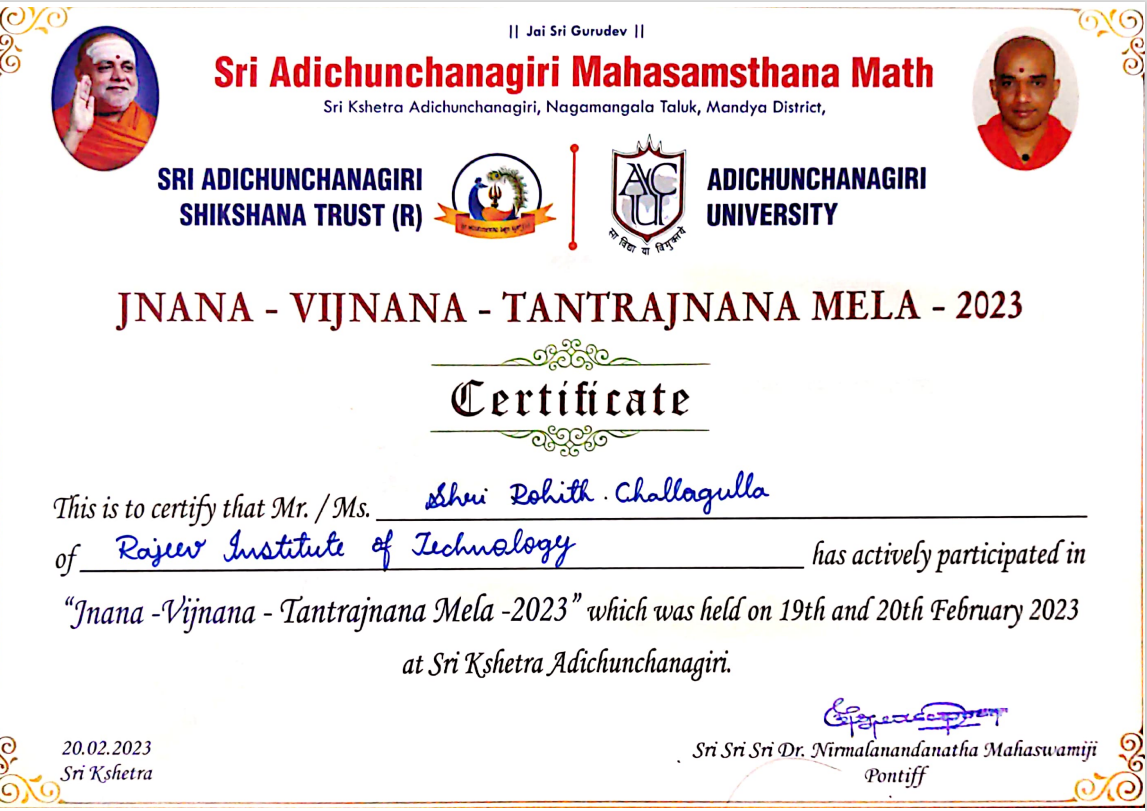 || Jai Sri Gurudev ||
Sri Adichunchanagiri Mahasamsthana Math
Sri Kshetra Adichunchanagiri, Nagamangala Taluk, Mandya District,
SRI ADICHUNCHANAGIRI
SHIKSHANA TRUST (R)
ACU
सा विद्या या विमुक्तये
ADICHUNCHANAGIRI
UNIVERSITY
JNANA - VIJNANA - TANTRAJNANA MELA - 2023
Certificate
This is to certify that Mr. / Ms. Shri Rohith . Challagulla
of Rajeev Institute of Technology has actively participated in
“Jnana -Vijnana - Tantrajnana Mela -2023” which was held on 19th and 20th February 2023
at Sri Kshetra Adichunchanagiri.
20.02.2023
Sri Kshetra
Sri Sri Sri Dr. Nirmalanandanatha Mahaswamiji
Pontiff